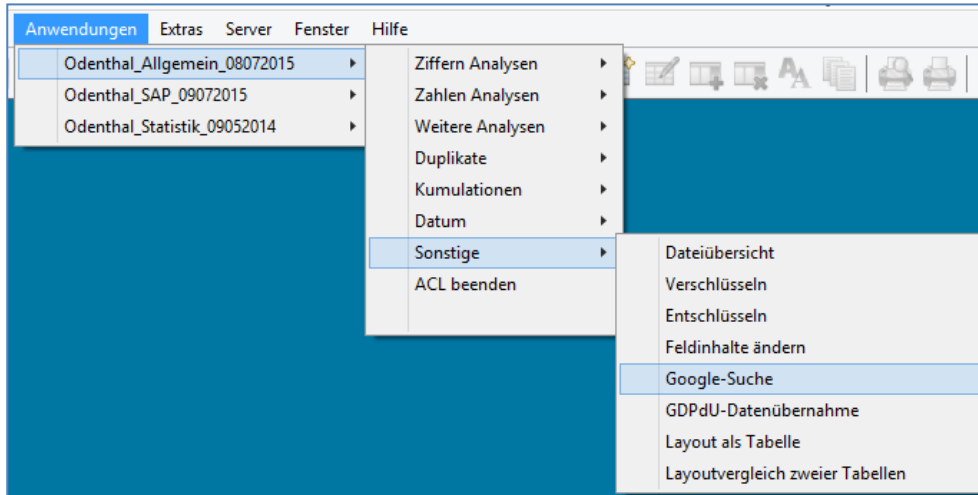 Anwendungen Extras Server Fenster Hilfe
Odenthal_Allgemein_08072015
Odenthal_SAP_09072015
Odenthal_Statistik_09052014
Ziffern Analysen
Zahlen Analysen
Weitere Analysen
Duplikate
Kumulationen
Datum
Sonstige
ACL beenden
Dateiübersicht
Verschlüsseln
Entschlüsseln
Feldinhalte ändern
Google-Suche
GDPdU-Datenübernahme
Layout als Tabelle
Layoutvergleich zweier Tabellen